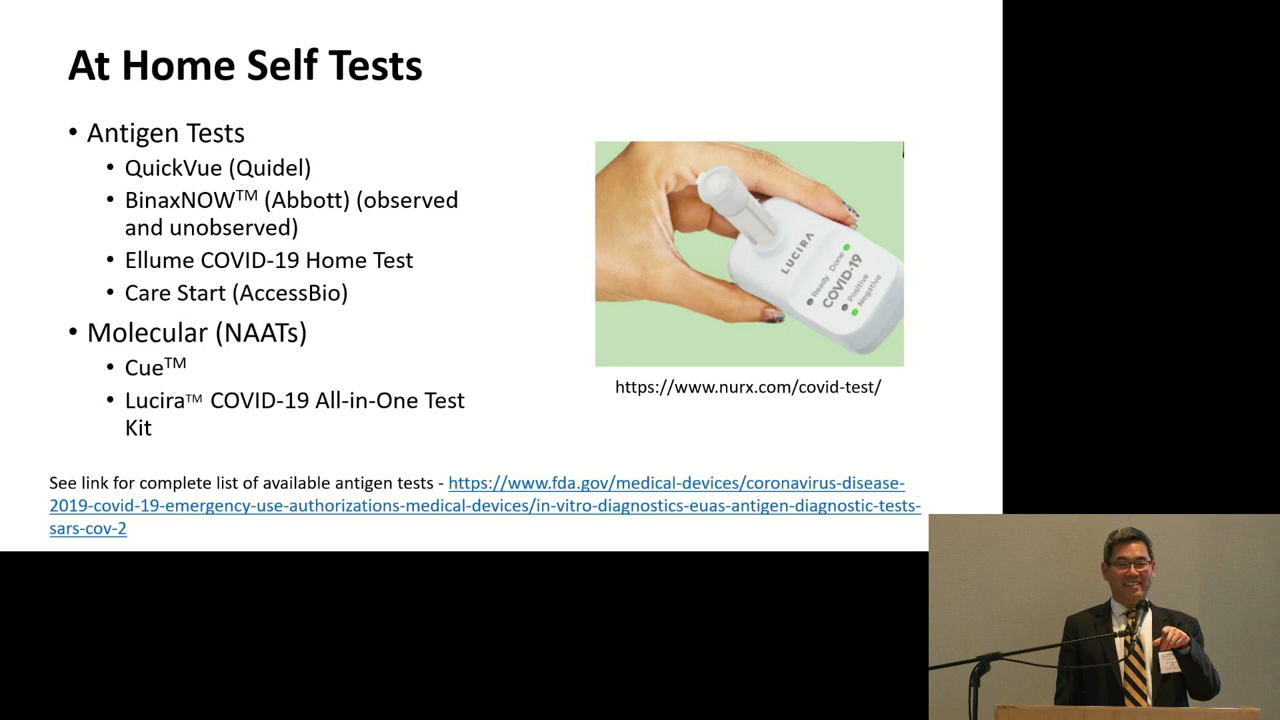 At Home Self Tests
• Antigen Tests
• QuickVue (Quidel)
• BinaxNOW™ (Abbott) (observed
and unobserved)
• Ellume COVID-19 Home Test
• Care Start (AccessBio)
• Molecular (NAATs)
• Cue™
• Lucira™ COVID-19 All-in-One Test
Kit
LUCIRA
Ready Done
COVID-19
Positive
Negative
https://www.nurx.com/covid-test/
See link for complete list of available antigen tests - https://www.fda.gov/medical-devices/coronavirus-disease-
2019-covid-19-emergency-use-authorizations-medical-devices/in-vitro-diagnostics-euas-antigen-diagnostic-tests-
sars-cov-2